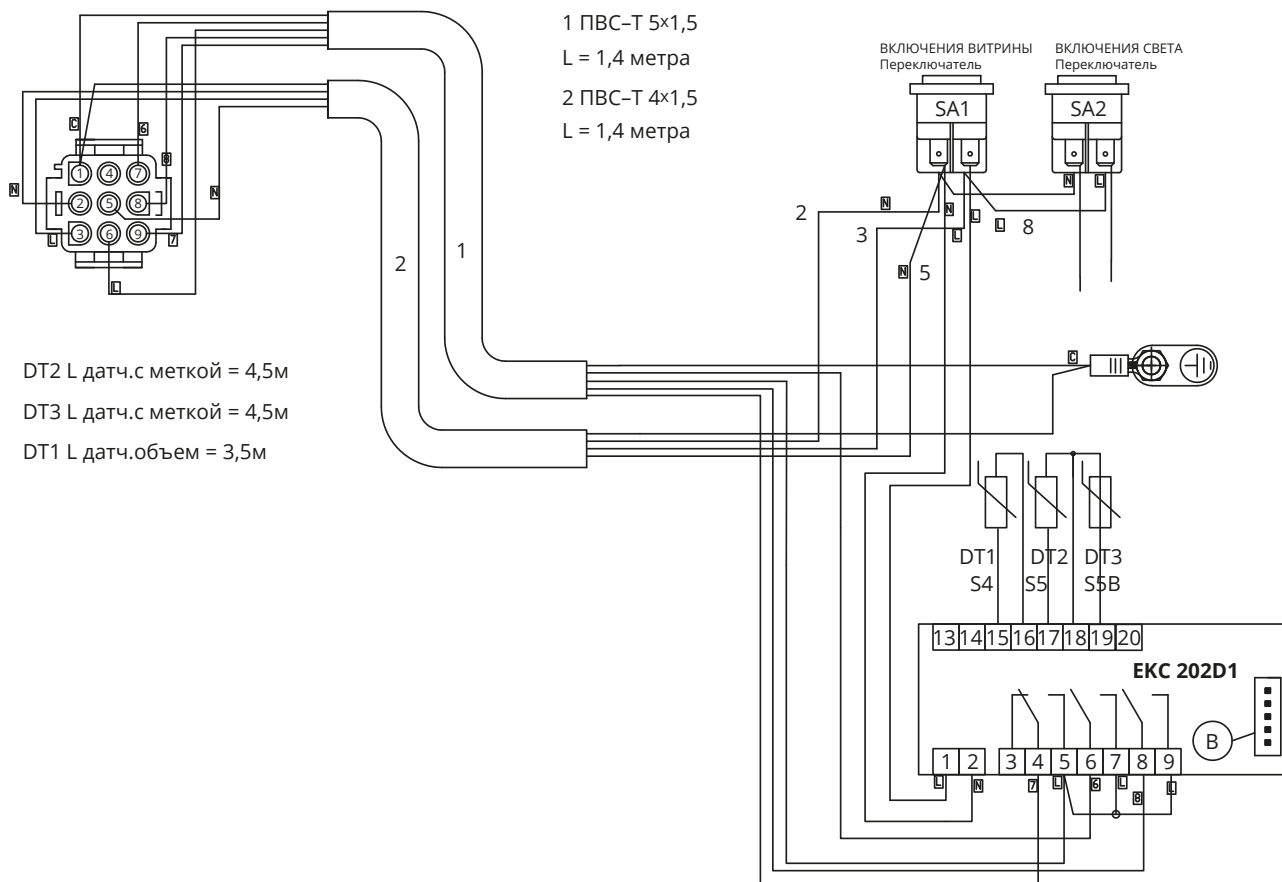 1 ПВС–Т 5x1,5
L = 1,4 метра
2 ПВС–Т 4x1,5
L = 1,4 метра
ВКЛЮЧЕНИЯ ВИТРИНЫ
Переключатель
ВКЛЮЧЕНИЯ СВЕТА
Переключатель
SA1
SA2
C
6
8
1 4 7
N
N
2 5 8
3 6 9
L
7
L
1
2
N
L
2
N
N
L
3
L
L
8
N
5
C
DT2 L датч.с меткой = 4,5м
DT3 L датч.с меткой = 4,5м
DT1 L датч.объем = 3,5м
DT1
S4
DT2
S5
DT3
S5B
13 14 15 16 17 18 19 20
EKC 202D1
B
1 2 3 4 5 6 7 8 9
L
N
7
L
6
L
8
L